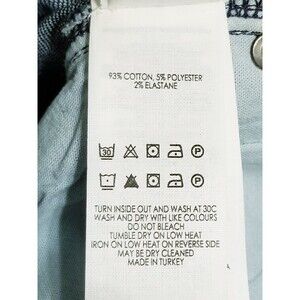 93% COTTON, 5% POLYESTER
2% ELASTANE
30 P
P
TURN INSIDE OUT AND WASH AT 30C
WASH AND DRY WITH LIKE COLOURS
DO NOT BLEACH
TUMBLE DRY ON LOW HEAT
IRON ON LOW HEAT ON REVERSE SIDE
MAY BE DRY CLEANED
MADE IN TURKEY